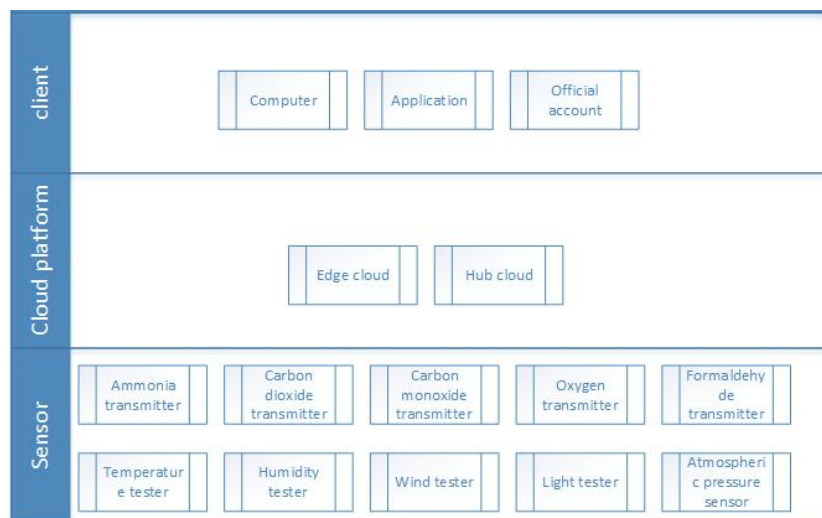 client
Computer
Application
Official
account
Cloud platform
Edge cloud
Hub cloud
Sensor
Ammonia
transmitter
Carbon
dioxide
transmitter
Carbon
monoxide
transmitter
Oxygen
transmitter
Formaldehy
de
transmitter
Temperatur
e tester
Humidity
tester
Wind tester
Light tester
Atmospheri
c pressure
sensor